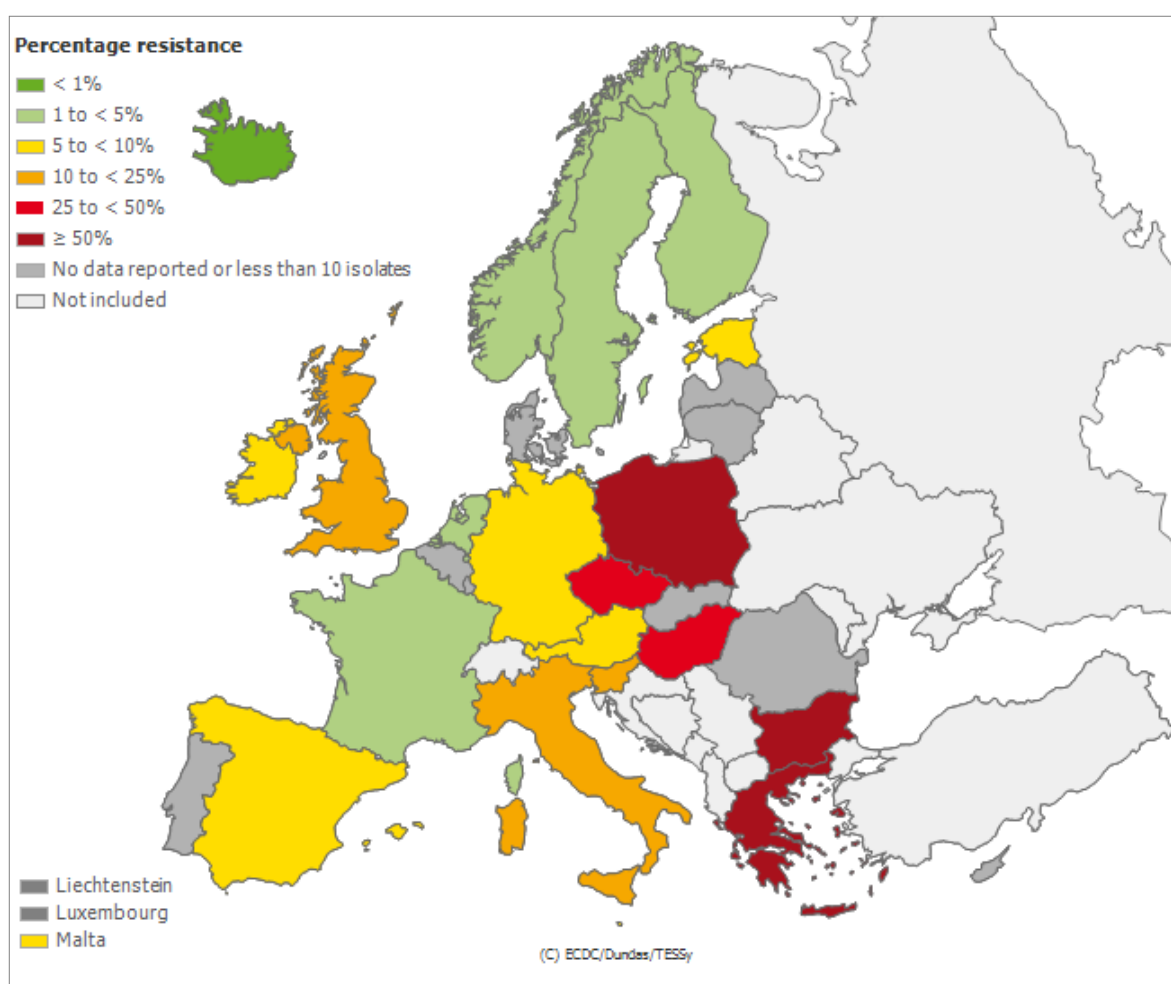 Percentage resistance
< 1%
1 to < 5%
5 to < 10%
10 to < 25%
25 to < 50%
≥ 50%
No data reported or less than 10 isolates
Not included
Liechtenstein
Luxembourg
Malta
(C) ECDC/Dundas/TESSy